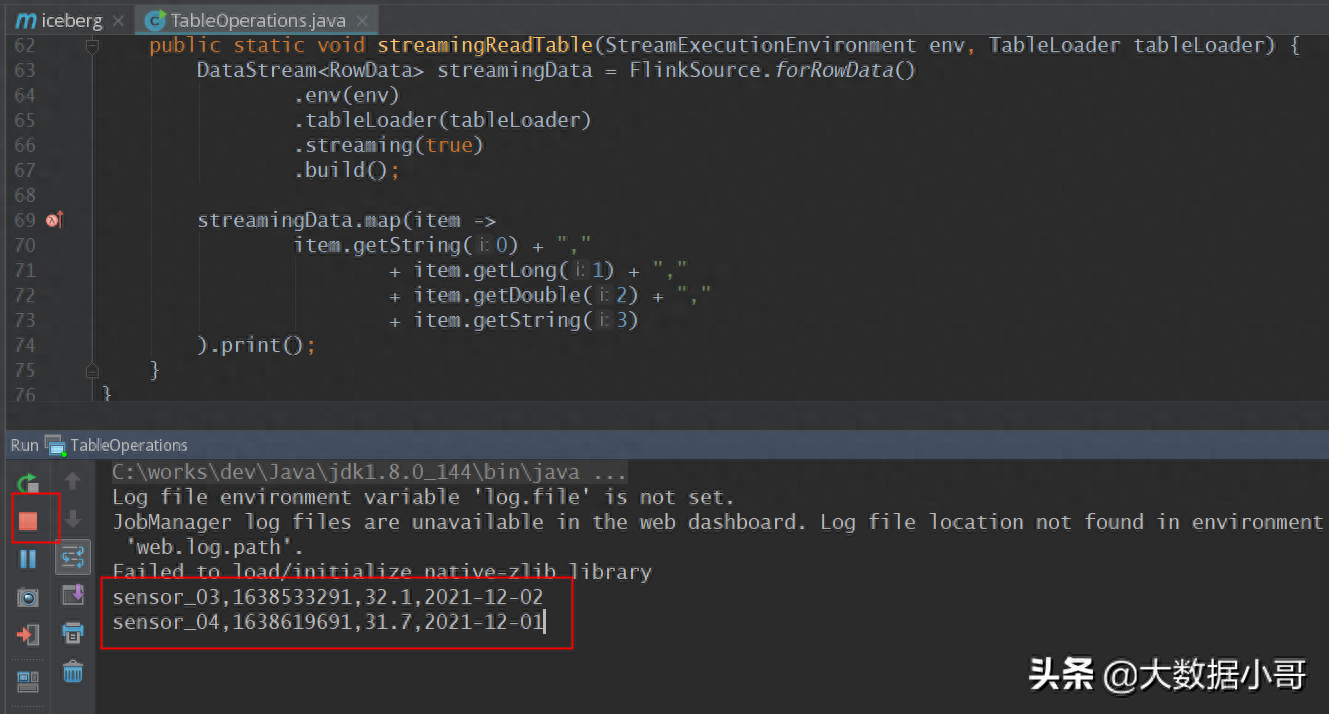 m iceberg × C TableOperations.java ×
62 public static void streamingReadTable(StreamExecutionEnvironment env, TableLoader tableLoader) {
63 DataStream<RowData> streamingData = FlinkSource.forRowData()
64 .env(env)
65 .tableLoader(tableLoader)
66 .streaming(true)
67 .build();
68
69 streamingData.map(item ->
70 item.getString( i: 0) + ","
71 + item.getLong( i: 1) + ","
72 + item.getDouble( i: 2) + ","
73 + item.getString( i: 3)
74 ).print();
75 }
76 }
Run TableOperations
C:\works\dev\Java\jdk1.8.0_144\bin\java ...
Log file environment variable 'log.file' is not set.
JobManager log files are unavailable in the web dashboard. Log file location not found in environment
'web.log.path'.
Failed to load/initialize native-zlib library
sensor_03,1638533291,32.1,2021-12-02
sensor_04,1638619691,31.7,2021-12-01
头条 @大数据小哥